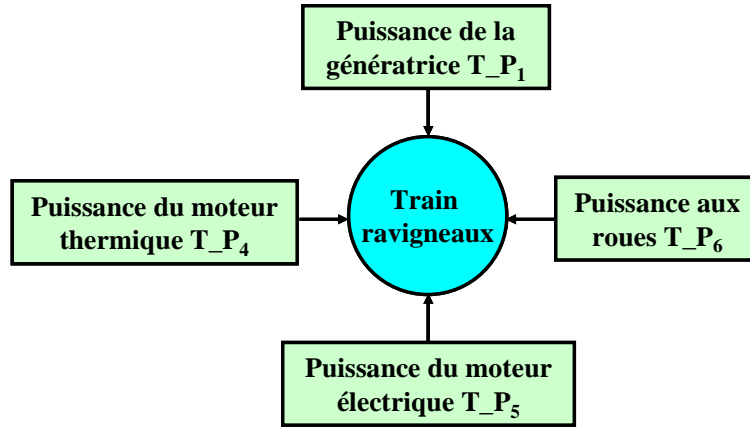 Puissance de la
génératrice T_P1
Puissance du moteur
thermique T_P4
Train
ravigneaux
Puissance aux
roues T_P6
Puissance du moteur
électrique T_P5